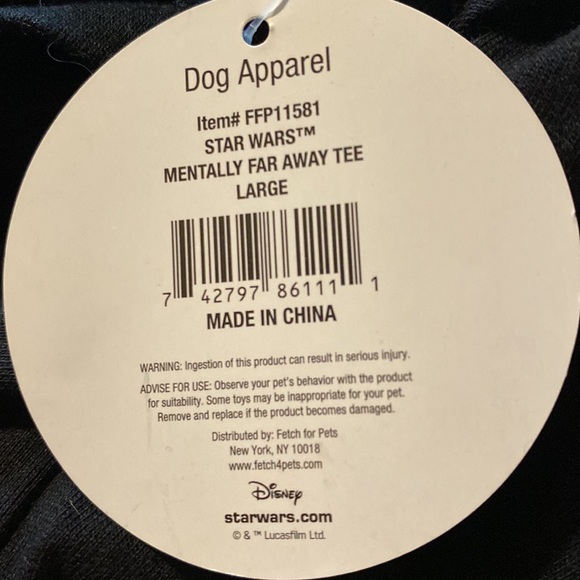 Dog Apparel
Item# FFP11581
STAR WARS™
MENTALLY FAR AWAY TEE
LARGE
7 42797 86111 1
MADE IN CHINA
WARNING: Ingestion of this product can result in serious injury.
ADVISE FOR USE: Observe your pet's behavior with the product
for suitability. Some toys may be inappropriate for your pet.
Remove and replace if the product becomes damaged.
Distributed by: Fetch for Pets
New York, NY 10018
www.fetch4pets.com
Disney
starwars.com
© & ™ Lucasfilm Ltd.